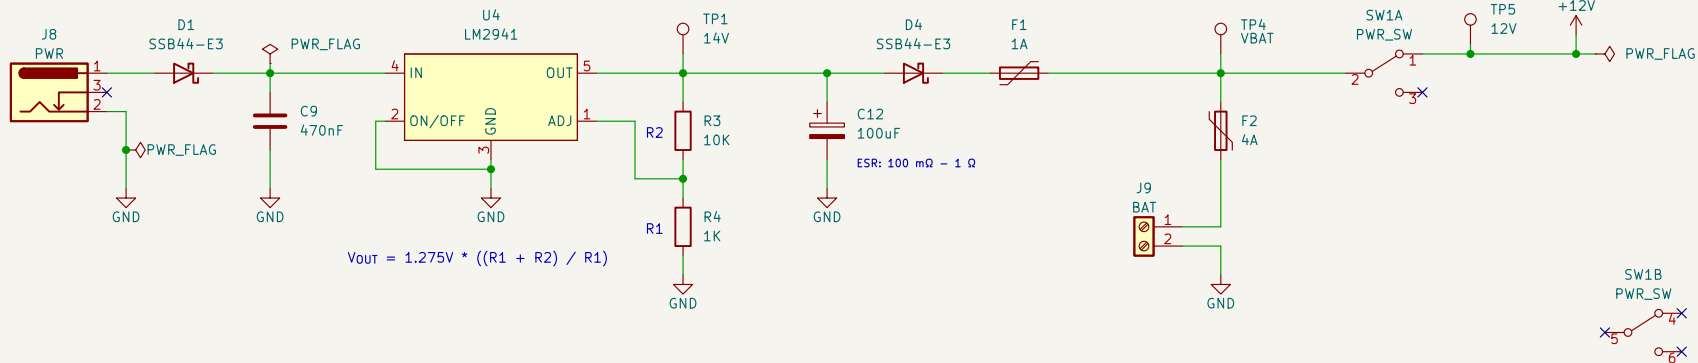 J8
PWR
1
3
2
PWR_FLAG
GND
D1
SSB44-E3
PWR_FLAG
C9
470nF
GND
U4
LM2941
4
IN
OUT
5
2
ON/OFF
GND
ADJ
1
3
GND
VOUT = 1.275V * ((R1 + R2) / R1)
TP1
14V
R2
R3
10K
R1
R4
1K
GND
C12
100uF
ESR: 100 mΩ - 1 Ω
GND
D4
SSB44-E3
F1
1A
TP4
VBAT
F2
4A
J9
BAT
1
2
GND
SW1A
PWR_SW
2
1
3
TP5
12V
+12V
PWR_FLAG
SW1B
PWR_SW
4
5
6